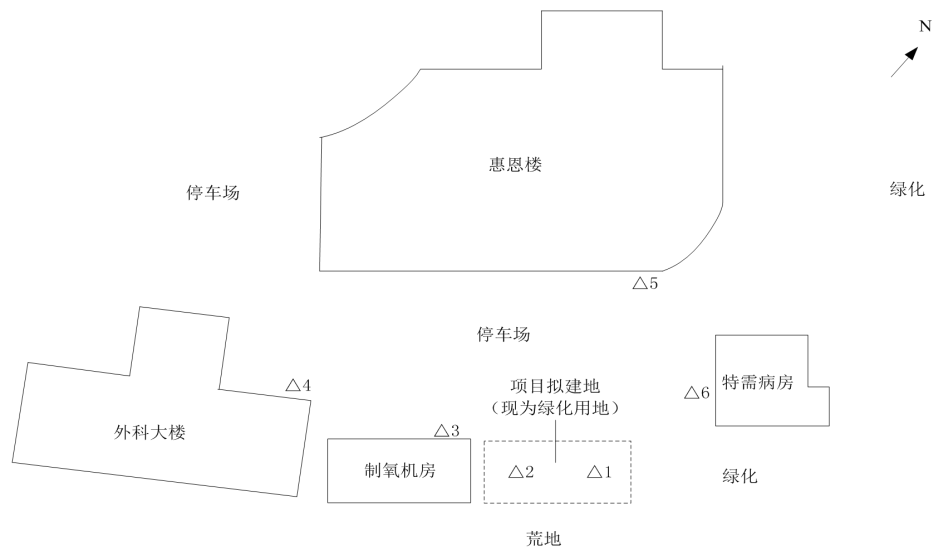 N
惠恩楼
停车场
绿化
△5
停车场
项目拟建地
（现为绿化用地）
特需病房
△4
△6
外科大楼
△3
制氧机房
△2
△1
绿化
荒地